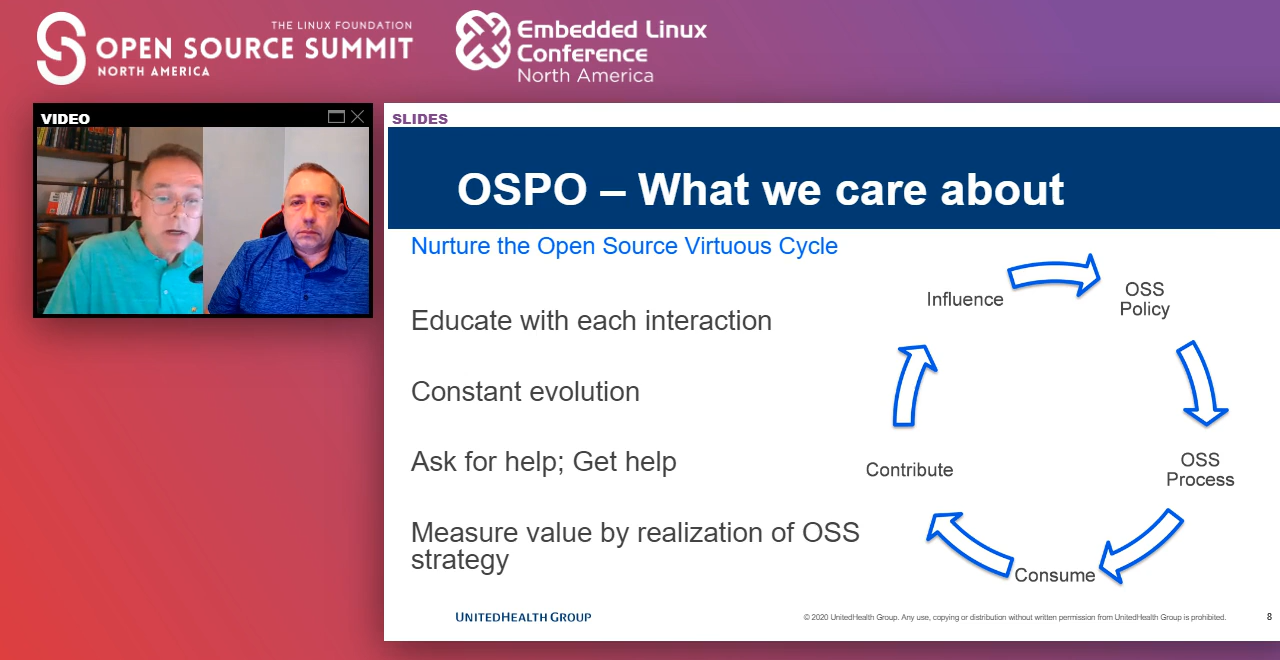 THE LINUX FOUNDATION
OPEN SOURCE SUMMIT
NORTH AMERICA
Embedded Linux
Conference
North America
VIDEO
SLIDES
OSPO – What we care about
Nurture the Open Source Virtuous Cycle
Educate with each interaction
Constant evolution
Ask for help; Get help
Measure value by realization of OSS
strategy
Influence
OSS
Policy
OSS
Process
Consume
Contribute
UNITEDHEALTH GROUP
© 2020 UnitedHealth Group. Any use, copying or distribution without written permission from UnitedHealth Group is prohibited.
8